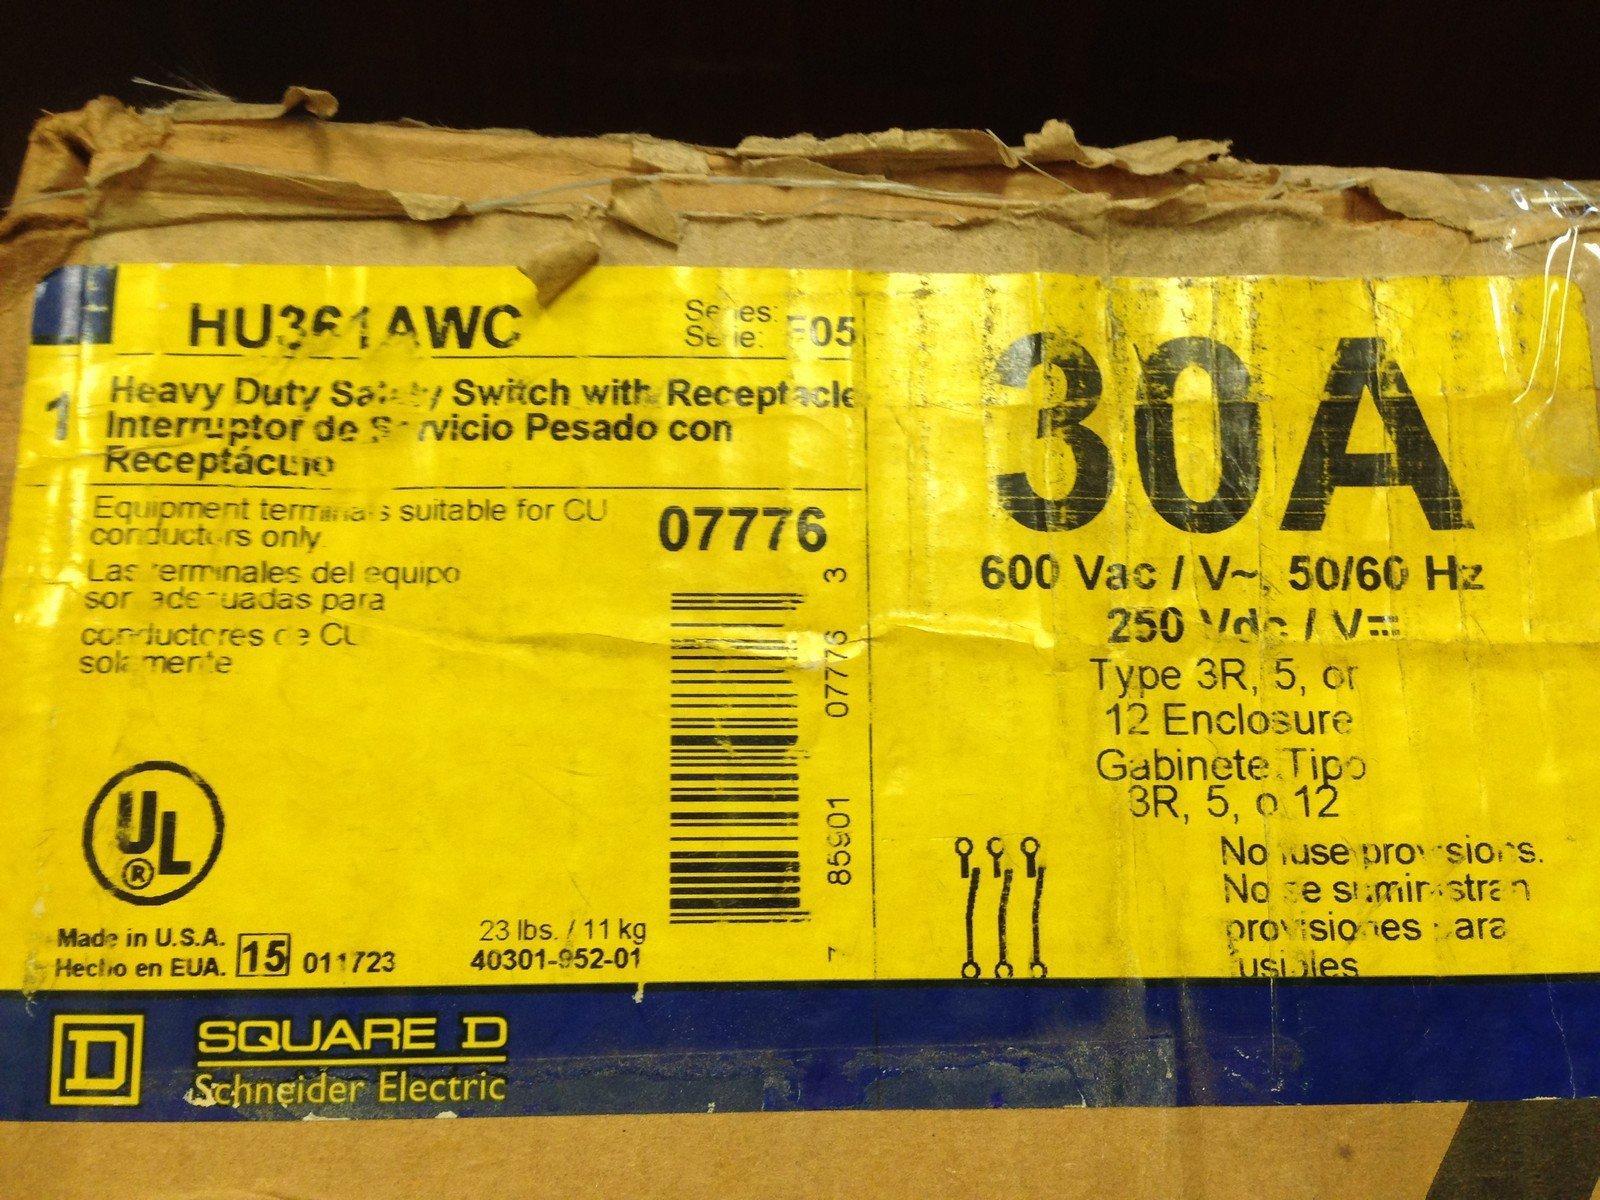 HU361AWC
Series: F05
Serie:
1
Heavy Duty Safety Switch with Receptacle
Interruptor de Servicio Pesado con
Receptáculo
Equipment terminals suitable for CU
conductors only.
Las terminales del equipo
son adecuadas para
conductores de CU
solamente
07776
7 85901 07776 3
UL
®
Made in U.S.A.
Hecho en EUA.
15
011723
23 lbs. / 11 kg
40301-952-01
30A
600 Vac / V~, 50/60 Hz
250 Vdc / V⎓
Type 3R, 5, or
12 Enclosure
Gabinete Tipo
3R, 5, o 12
No fuse provisions.
No se suministran
provisiones para
fusibles
D
SQUARE D
Schneider Electric